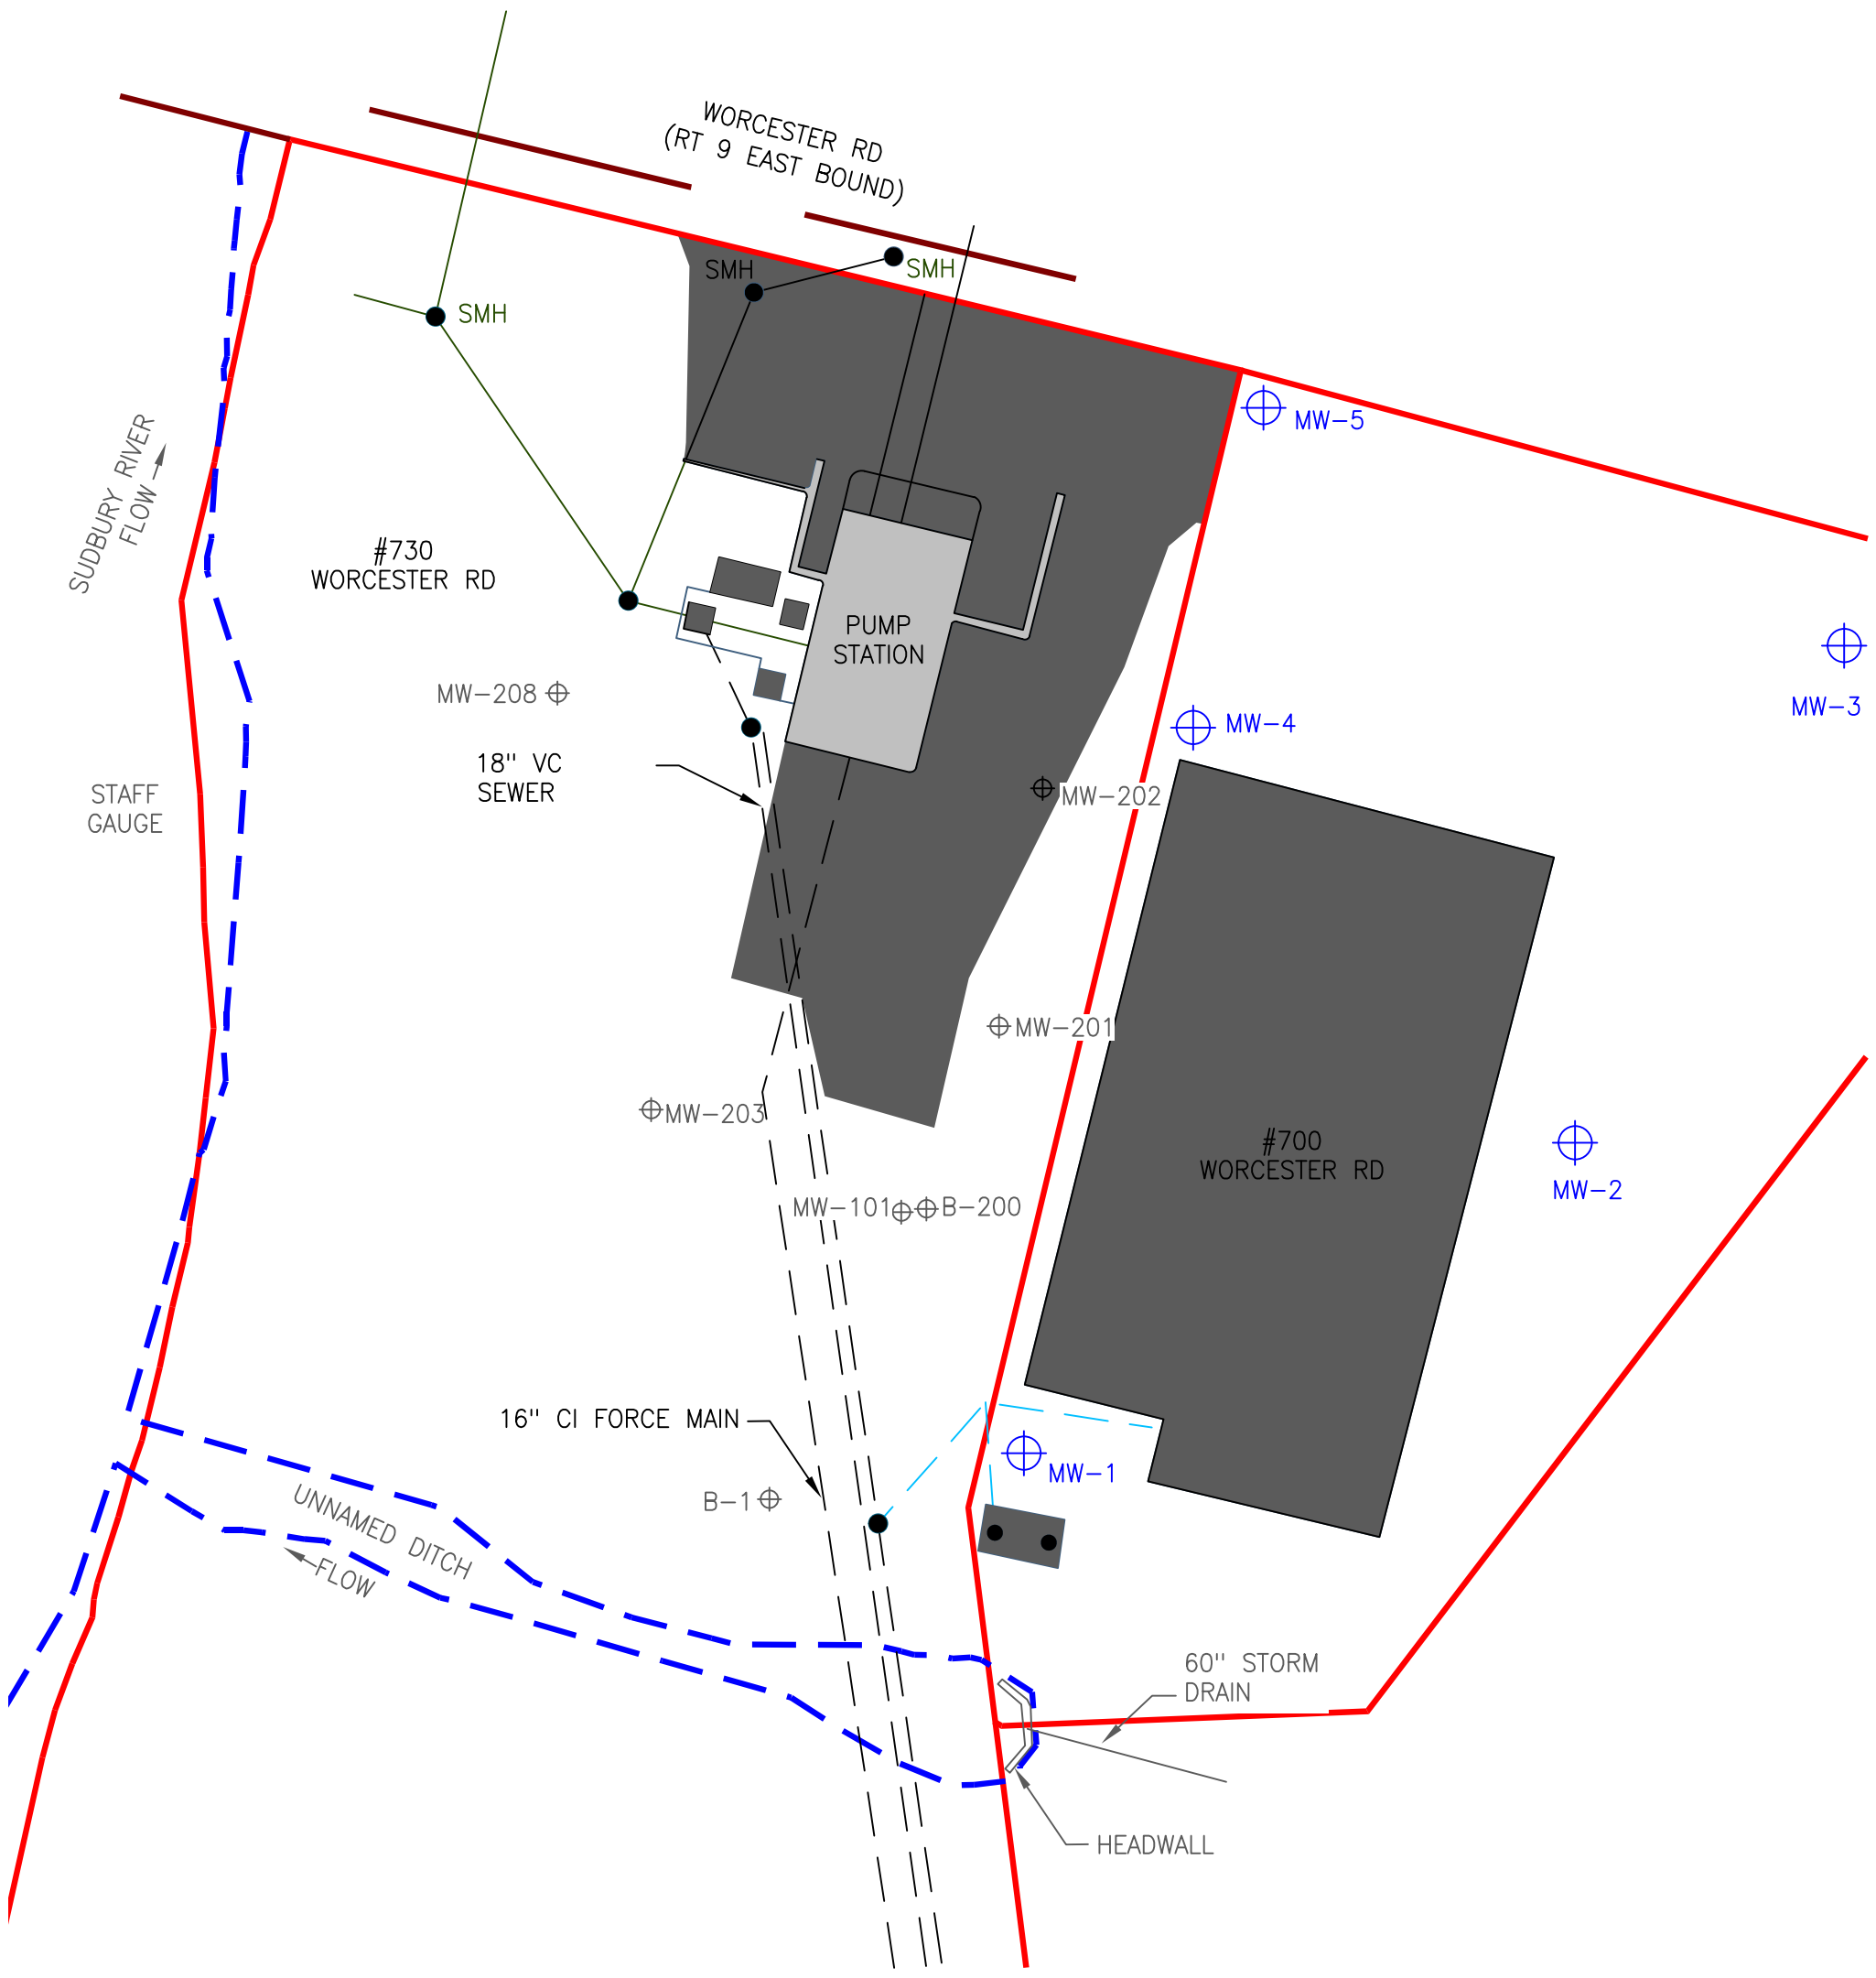 WORCESTER RD
(RT 9 EAST BOUND)
SMH
SMH
SMH
MW-5
SUDBURY RIVER
FLOW
#730
WORCESTER RD
PUMP
STATION
MW-208
MW-4
MW-3
18" VC
SEWER
STAFF
GAUGE
MW-202
MW-201
MW-203
#700
WORCESTER RD
MW-2
MW-101
B-200
16" CI FORCE MAIN
MW-1
B-1
UNNAMED DITCH
FLOW
60" STORM
DRAIN
HEADWALL